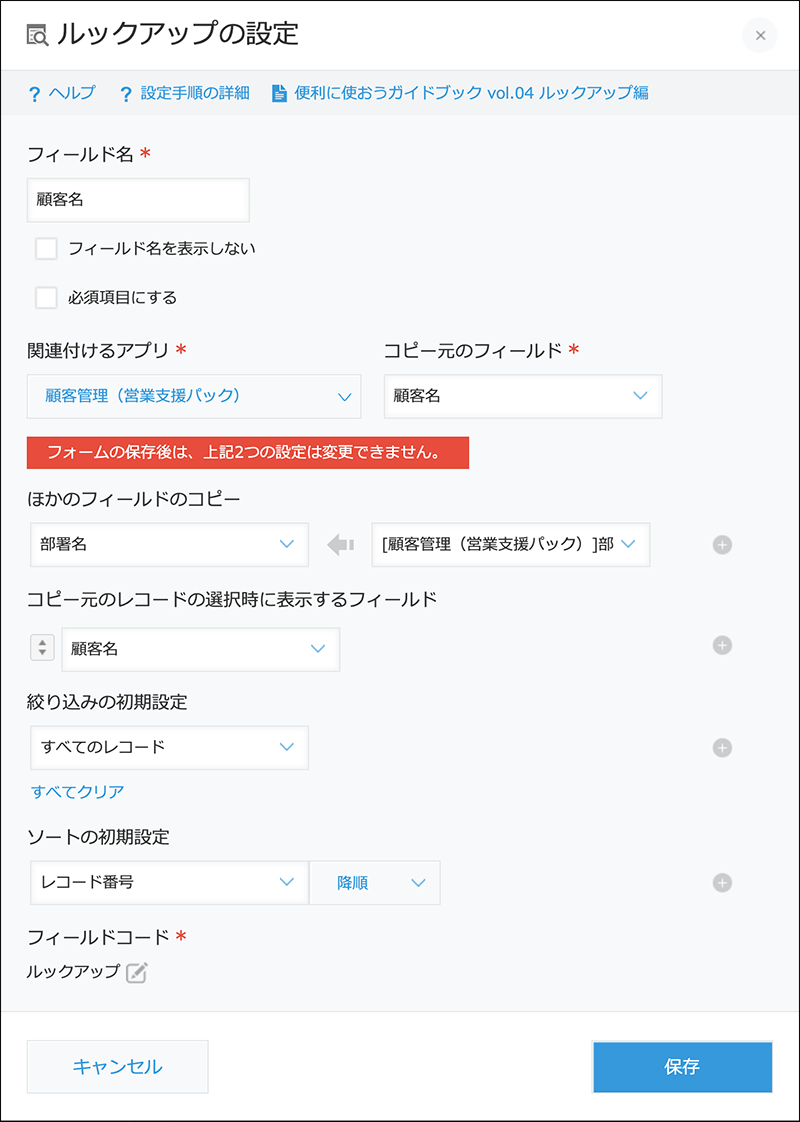 ルックアップの設定
? ヘルプ ? 設定手順の詳細 便利に使おうガイドブック vol.04 ルックアップ編
フィールド名 *
顧客名
フィールド名を表示しない
必須項目にする
関連付けるアプリ * コピー元のフィールド *
顧客管理（営業支援パック） 顧客名
フォームの保存後は、上記2つの設定は変更できません。
ほかのフィールドのコピー
部署名 [顧客管理（営業支援パック）]部
コピー元のレコードの選択時に表示するフィールド
顧客名
絞り込みの初期設定
すべてのレコード
すべてクリア
ソートの初期設定
レコード番号 降順
フィールドコード *
ルックアップ
キャンセル 保存